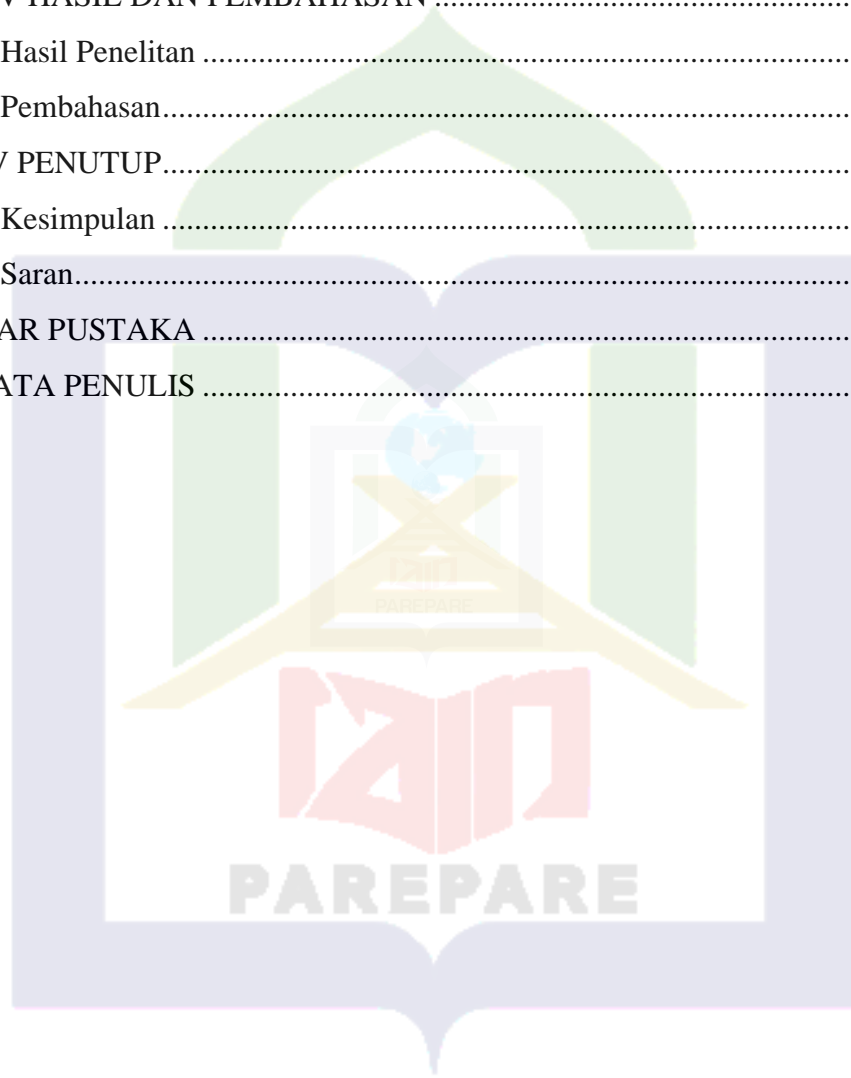 V HASIL DAN PEMBAHASAN ........................................................
Hasil Penelitan ....................................................................................
Pembahasan.........................................................................................
V PENUTUP.........................................................................................
Kesimpulan .........................................................................................
Saran....................................................................................................
AR PUSTAKA ....................................................................................
ATA PENULIS ....................................................................................
PAREPARE
PAREPARE